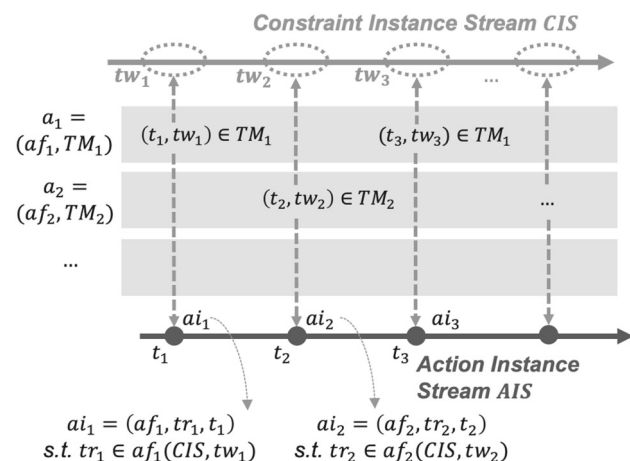 Constraint Instance Stream CIS
tw₁ tw₂ tw₃ ...
a₁ =
(af₁, TM₁)
(t₁, tw₁) ∈ TM₁ (t₃, tw₃) ∈ TM₁
a₂ =
(af₂, TM₂)
(t₂, tw₂) ∈ TM₂ ...
...
ai₁ ai₂ ai₃
t₁ t₂ t₃
Action Instance
Stream AIS
ai₁ = (af₁, tr₁, t₁)
s.t. tr₁ ∈ af₁(CIS, tw₁)
ai₂ = (af₂, tr₂, t₂)
s.t. tr₂ ∈ af₂(CIS, tw₂)